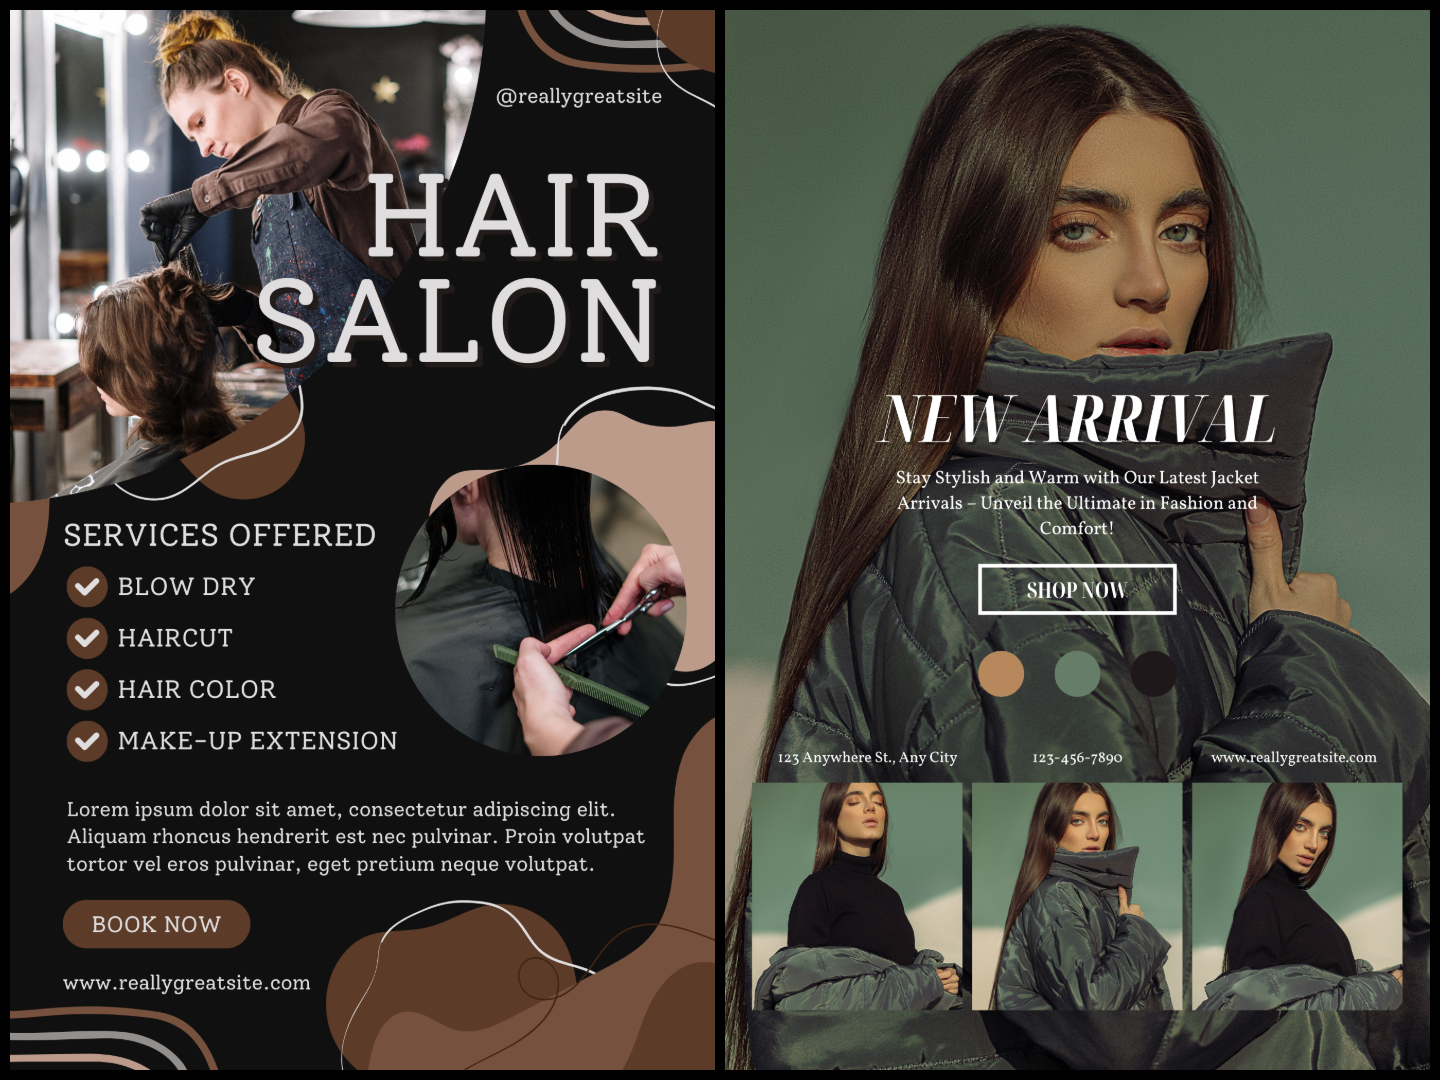 @reallygreatsite
HAIR
SALON
SERVICES OFFERED
BLOW DRY
HAIRCUT
HAIR COLOR
MAKE-UP EXTENSION
Lorem ipsum dolor sit amet, consectetur adipiscing elit.
Aliquam rhoncus hendrerit est nec pulvinar. Proin volutpat
tortor vel eros pulvinar, eget pretium neque volutpat.
BOOK NOW
www.reallygreatsite.com
NEW ARRIVAL
Stay Stylish and Warm with Our Latest Jacket
Arrivals – Unveil the Ultimate in Fashion and
Comfort!
SHOP NOW
123 Anywhere St., Any City
123-456-7890
www.reallygreatsite.com